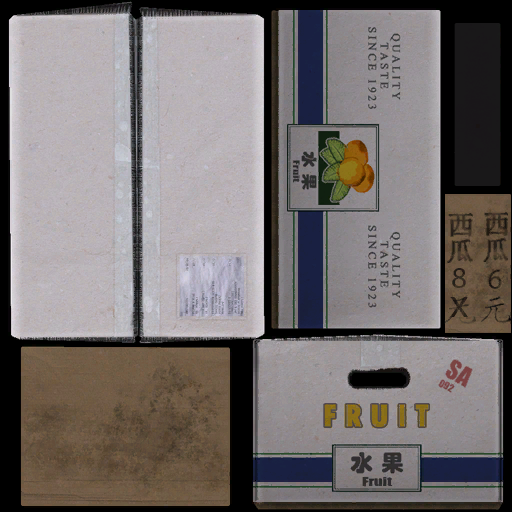 QUALITY
TASTE
SINCE 1923
水果
Fruit
QUALITY
TASTE
SINCE 1923
西瓜8元
西瓜6元
SA
092
FRUIT
水果
Fruit